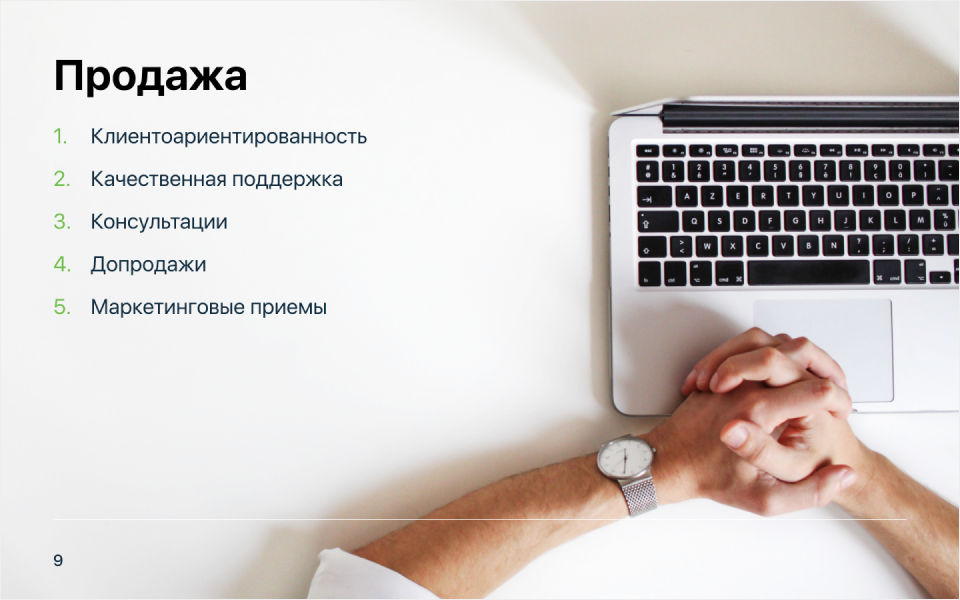 Продажа
1. Клиентоариентированность
2. Качественная поддержка
3. Консультации
4. Допродажи
5. Маркетинговые приемы
9